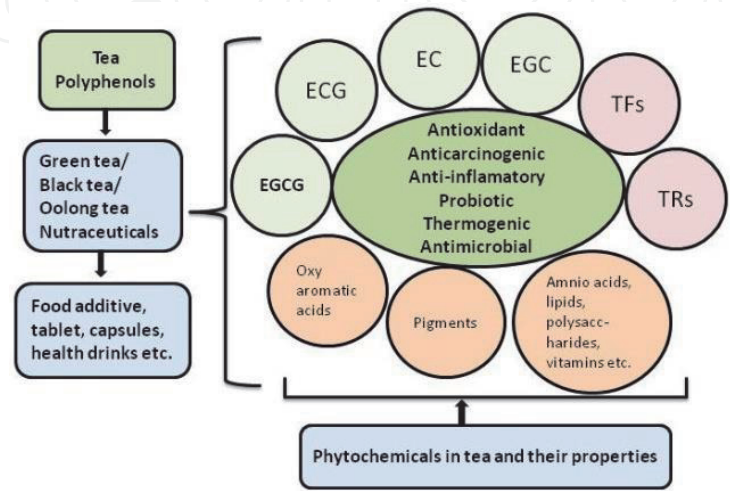 Tea
Polyphenols
Green tea/
Black tea/
Oolong tea
Nutraceuticals
Food additive,
tablet, capsules,
health drinks etc.
EGCG
ECG
EC
EGC
TFs
TRs
Antioxidant
Anticarcinogenic
Anti-inflamatory
Probiotic
Thermogenic
Antimicrobial
Oxy
aromatic
acids
Pigments
Amnio acids,
lipids,
polysacc-
harides,
vitamins etc.
Phytochemicals in tea and their properties